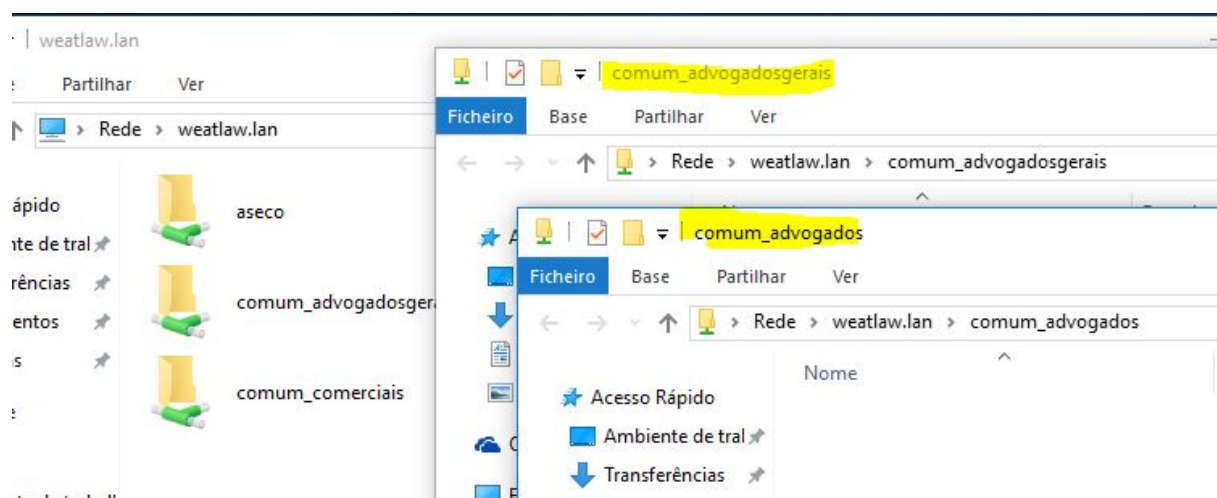 weatlaw.lan
Partilhar Ver
Rede > weatlaw.lan
ápido
nte de tral
rências
entos
aseco
comum_advogadosger
comum_comerciais
comum_advogadosgerais
Ficheiro Base Partilhar Ver
Rede > weatlaw.lan > comum_advogadosgerais
comum_advogados
Ficheiro Base Partilhar Ver
Rede > weatlaw.lan > comum_advogados
Nome
Acesso Rápido
Ambiente de tral
Transferências